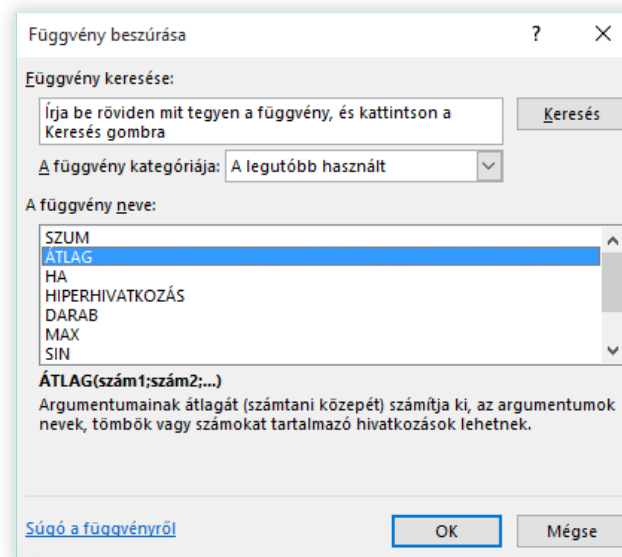 Függvény beszúrása ?
Függvény keresése:
Írja be röviden mit tegyen a függvény, és kattintson a
Keresés gombra
Keresés
A függvény kategóriája: A legutóbb használt
A függvény neve:
SZUM
ÁTLAG
HA
HIPERHIVATKOZÁS
DARAB
MAX
SIN
ÁTLAG(szám1;szám2;...)
Argumentumainak átlagát (számtani közepét) számítja ki, az argumentumok
nevek, tömbök vagy számokat tartalmazó hivatkozások lehetnek.
Súgó a függvényről
OK
Mégse